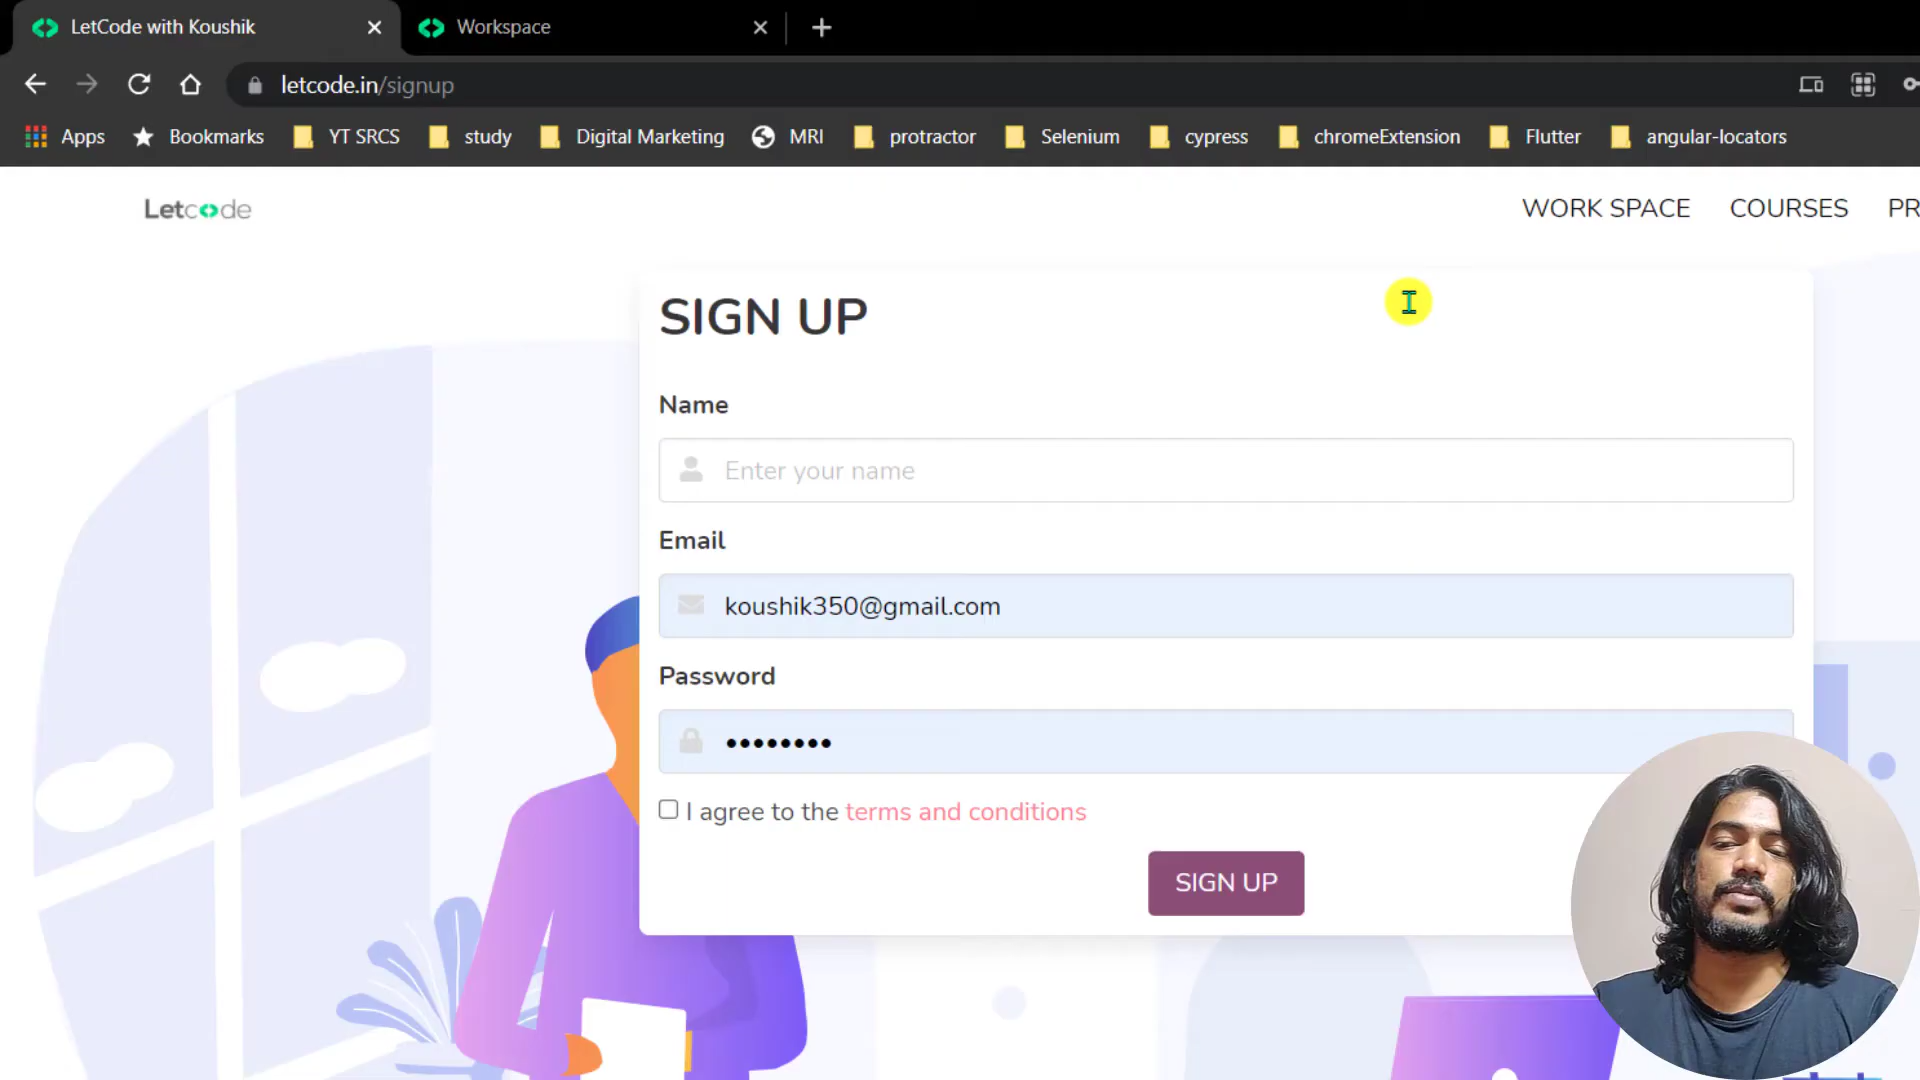 LetCode with Koushik
Workspace
letcode.in/signup
Apps
Bookmarks
YT SRCS
study
Digital Marketing
MRI
protractor
Selenium
cypress
chromeExtension
Flutter
angular-locators
Letcode
WORK SPACE
COURSES
PR
SIGN UP
Name
Enter your name
Email
koushik350@gmail.com
Password
••••••••
I agree to the terms and conditions
SIGN UP